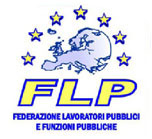 FLP
FEDERAZIONE LAVORATORI PUBBLICI
E FUNZIONI PUBBLICHE